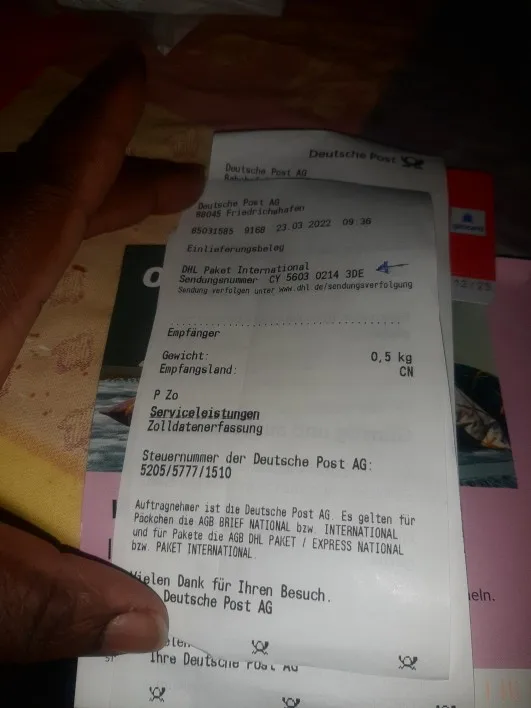 Deutsche Post
Deutsche Post AG
Deutsche Post AG
88045 Friedrichshafen
65031585 9168 23.03.2022 09.36
Einlieferungsbeleg
DHL Paket International
Sendungsnummer CY 5603 0214 3DE
Sendung verfolgen unter www.dhl.de/sendungsverfolgung
Empfänger
Gewicht: 0,5 kg
Empfangsland: CN
P Zo
Serviceleistungen
Zolldatenerfassung
Steuernummer der Deutsche Post AG:
5205/5777/1510
Auftragnehmer ist die Deutsche Post AG. Es gelten für
Päckchen die AGB BRIEF NATIONAL bzw. INTERNATIONAL
und für Pakete die AGB DHL PAKET / EXPRESS NATIONAL
bzw. PAKET INTERNATIONAL.
Vielen Dank für Ihren Besuch.
Deutsche Post AG
Ihre Deutsche Post AG